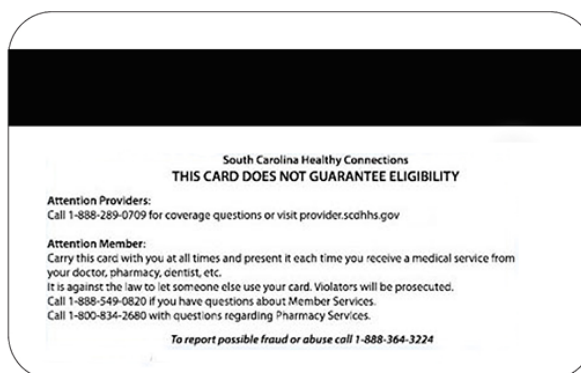 South Carolina Healthy Connections
THIS CARD DOES NOT GUARANTEE ELIGIBILITY
Attention Providers:
Call 1-888-289-0709 for coverage questions or visit provider.scdhhs.gov
Attention Member:
Carry this card with you at all times and present it each time you receive a medical service from
your doctor, pharmacy, dentist, etc.
It is against the law to let someone else use your card. Violators will be prosecuted.
Call 1-888-549-0820 if you have questions about Member Services.
Call 1-800-834-2680 with questions regarding Pharmacy Services.
To report possible fraud or abuse call 1-888-364-3224